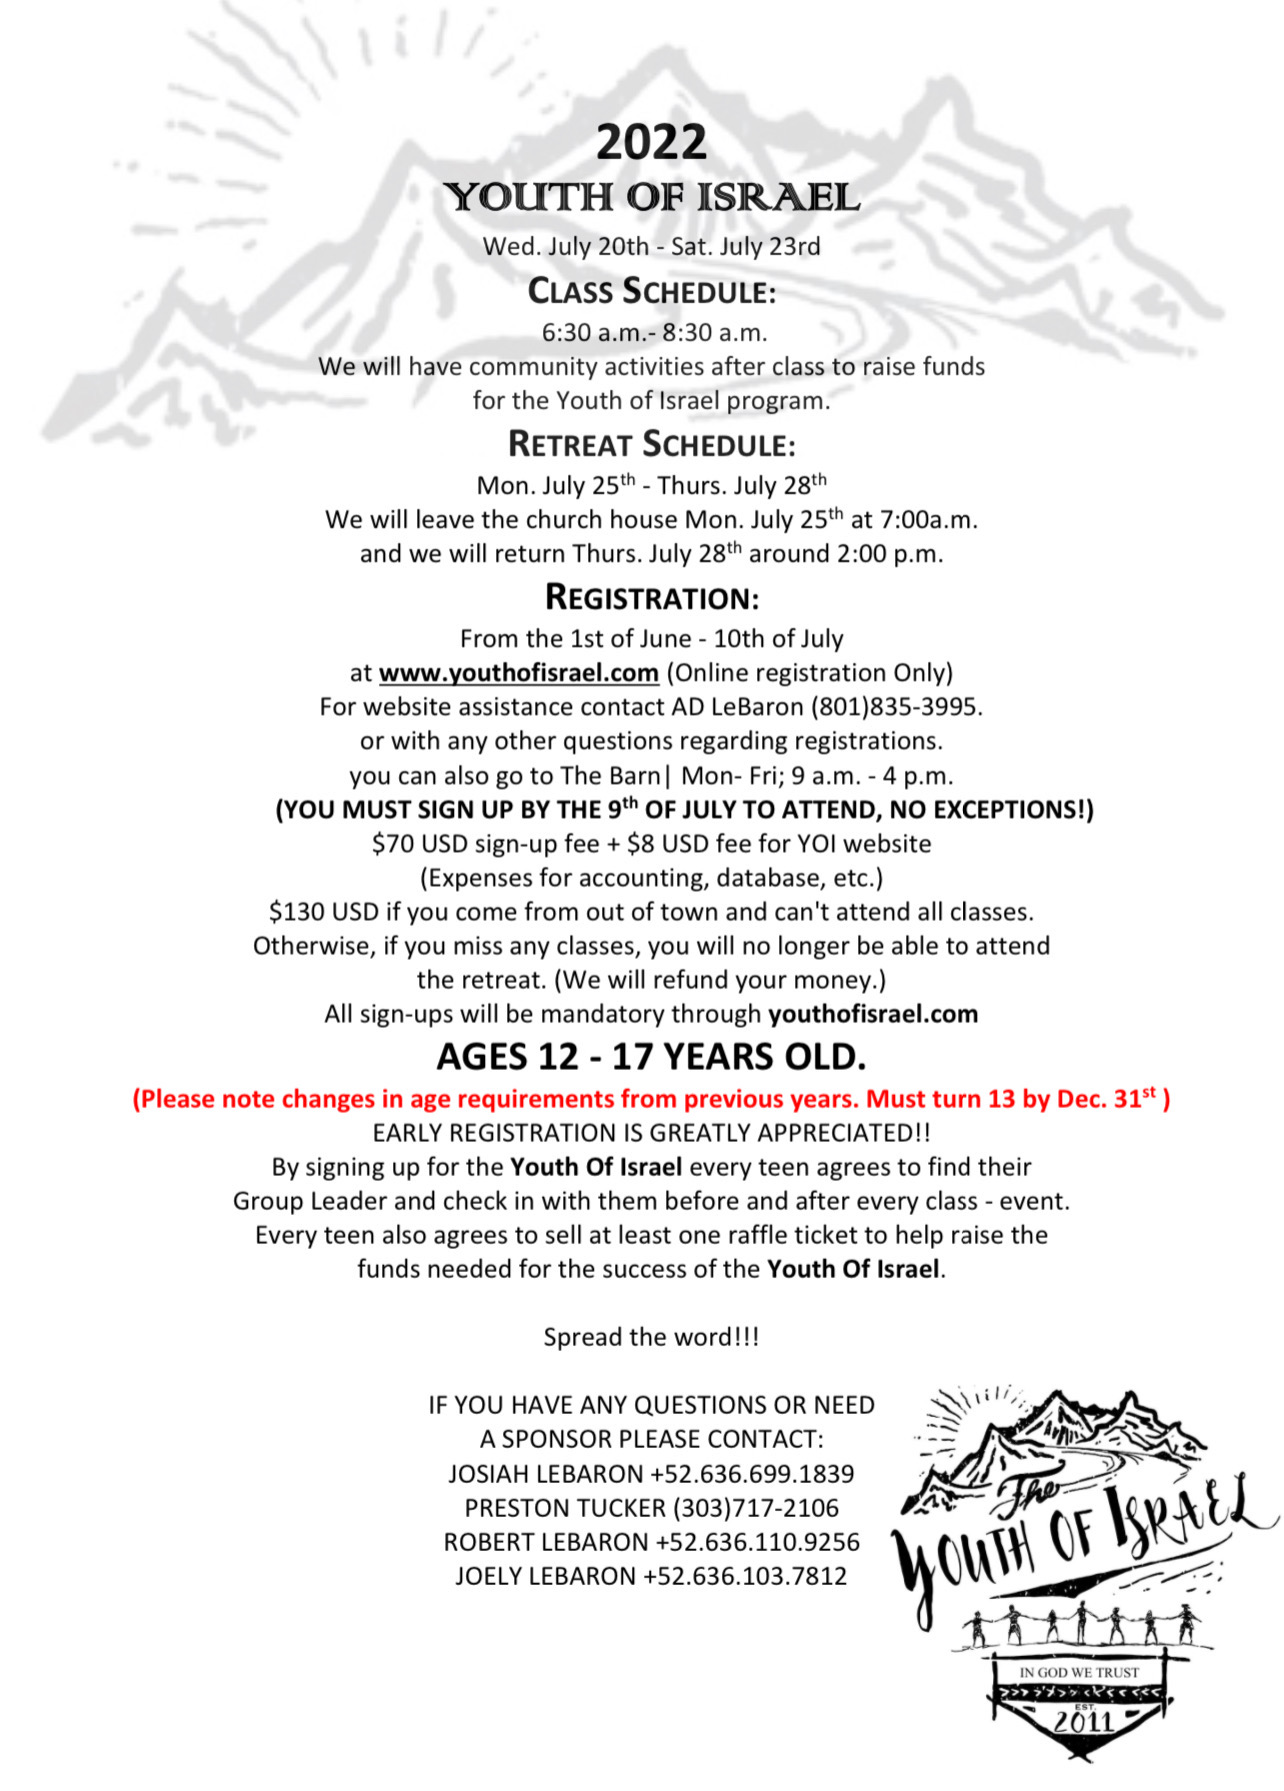 2022
YOUTH OF ISRAEL
Wed. July 20th - Sat. July 23rd
CLASS SCHEDULE:
6:30 a.m.- 8:30 a.m.
We will have community activities after class to raise funds
for the Youth of Israel program.
RETREAT SCHEDULE:
Mon. July 25th - Thurs. July 28th
We will leave the church house Mon. July 25th at 7:00a.m.
and we will return Thurs. July 28th around 2:00 p.m.
REGISTRATION:
From the 1st of June - 10th of July
at www.youthofisrael.com (Online registration Only)
For website assistance contact AD LeBaron (801)835-3995.
or with any other questions regarding registrations.
you can also go to The Barn| Mon- Fri; 9 a.m. - 4 p.m.
(YOU MUST SIGN UP BY THE 9th OF JULY TO ATTEND, NO EXCEPTIONS!)
$70 USD sign-up fee + $8 USD fee for YOI website
(Expenses for accounting, database, etc.)
$130 USD if you come from out of town and can't attend all classes.
Otherwise, if you miss any classes, you will no longer be able to attend
the retreat. (We will refund your money.)
All sign-ups will be mandatory through youthofisrael.com
AGES 12 - 17 YEARS OLD.
(Please note changes in age requirements from previous years. Must turn 13 by Dec. 31st )
EARLY REGISTRATION IS GREATLY APPRECIATED!!
By signing up for the Youth Of Israel every teen agrees to find their
Group Leader and check in with them before and after every class - event.
Every teen also agrees to sell at least one raffle ticket to help raise the
funds needed for the success of the Youth Of Israel.
Spread the word!!!
IF YOU HAVE ANY QUESTIONS OR NEED
A SPONSOR PLEASE CONTACT:
JOSIAH LEBARON +52.636.699.1839
PRESTON TUCKER (303)717-2106
ROBERT LEBARON +52.636.110.9256
JOELY LEBARON +52.636.103.7812
The
YOUTH OF ISRAEL
IN GOD WE TRUST
EST.
2011